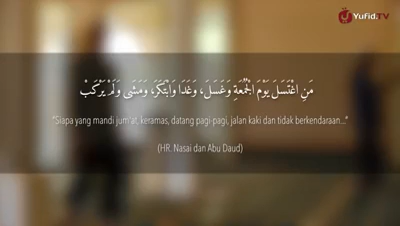 Yufid.TV
مَنِ اغْتَسَلَ يَوْمَ الْجُمُعَةِ وَغَسَلَ، وَغَدَا وَابْتَكَرَ، وَمَشَى وَلَمْ يَرْكَبْ
“Siapa yang mandi jum'at, keramas, datang pagi-pagi, jalan kaki dan tidak berkendaraan...”
(HR. Nasai dan Abu Daud)